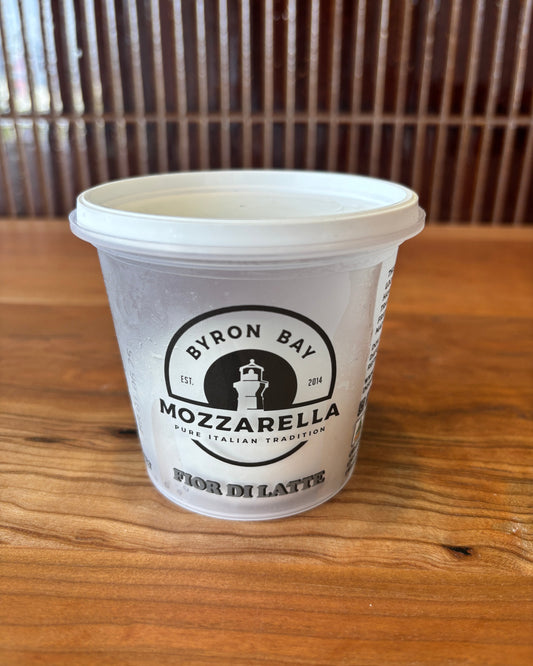 BYRON BAY
EST. 2014
MOZZARELLA
PURE ITALIAN TRADITION
FIOR DI LATTE